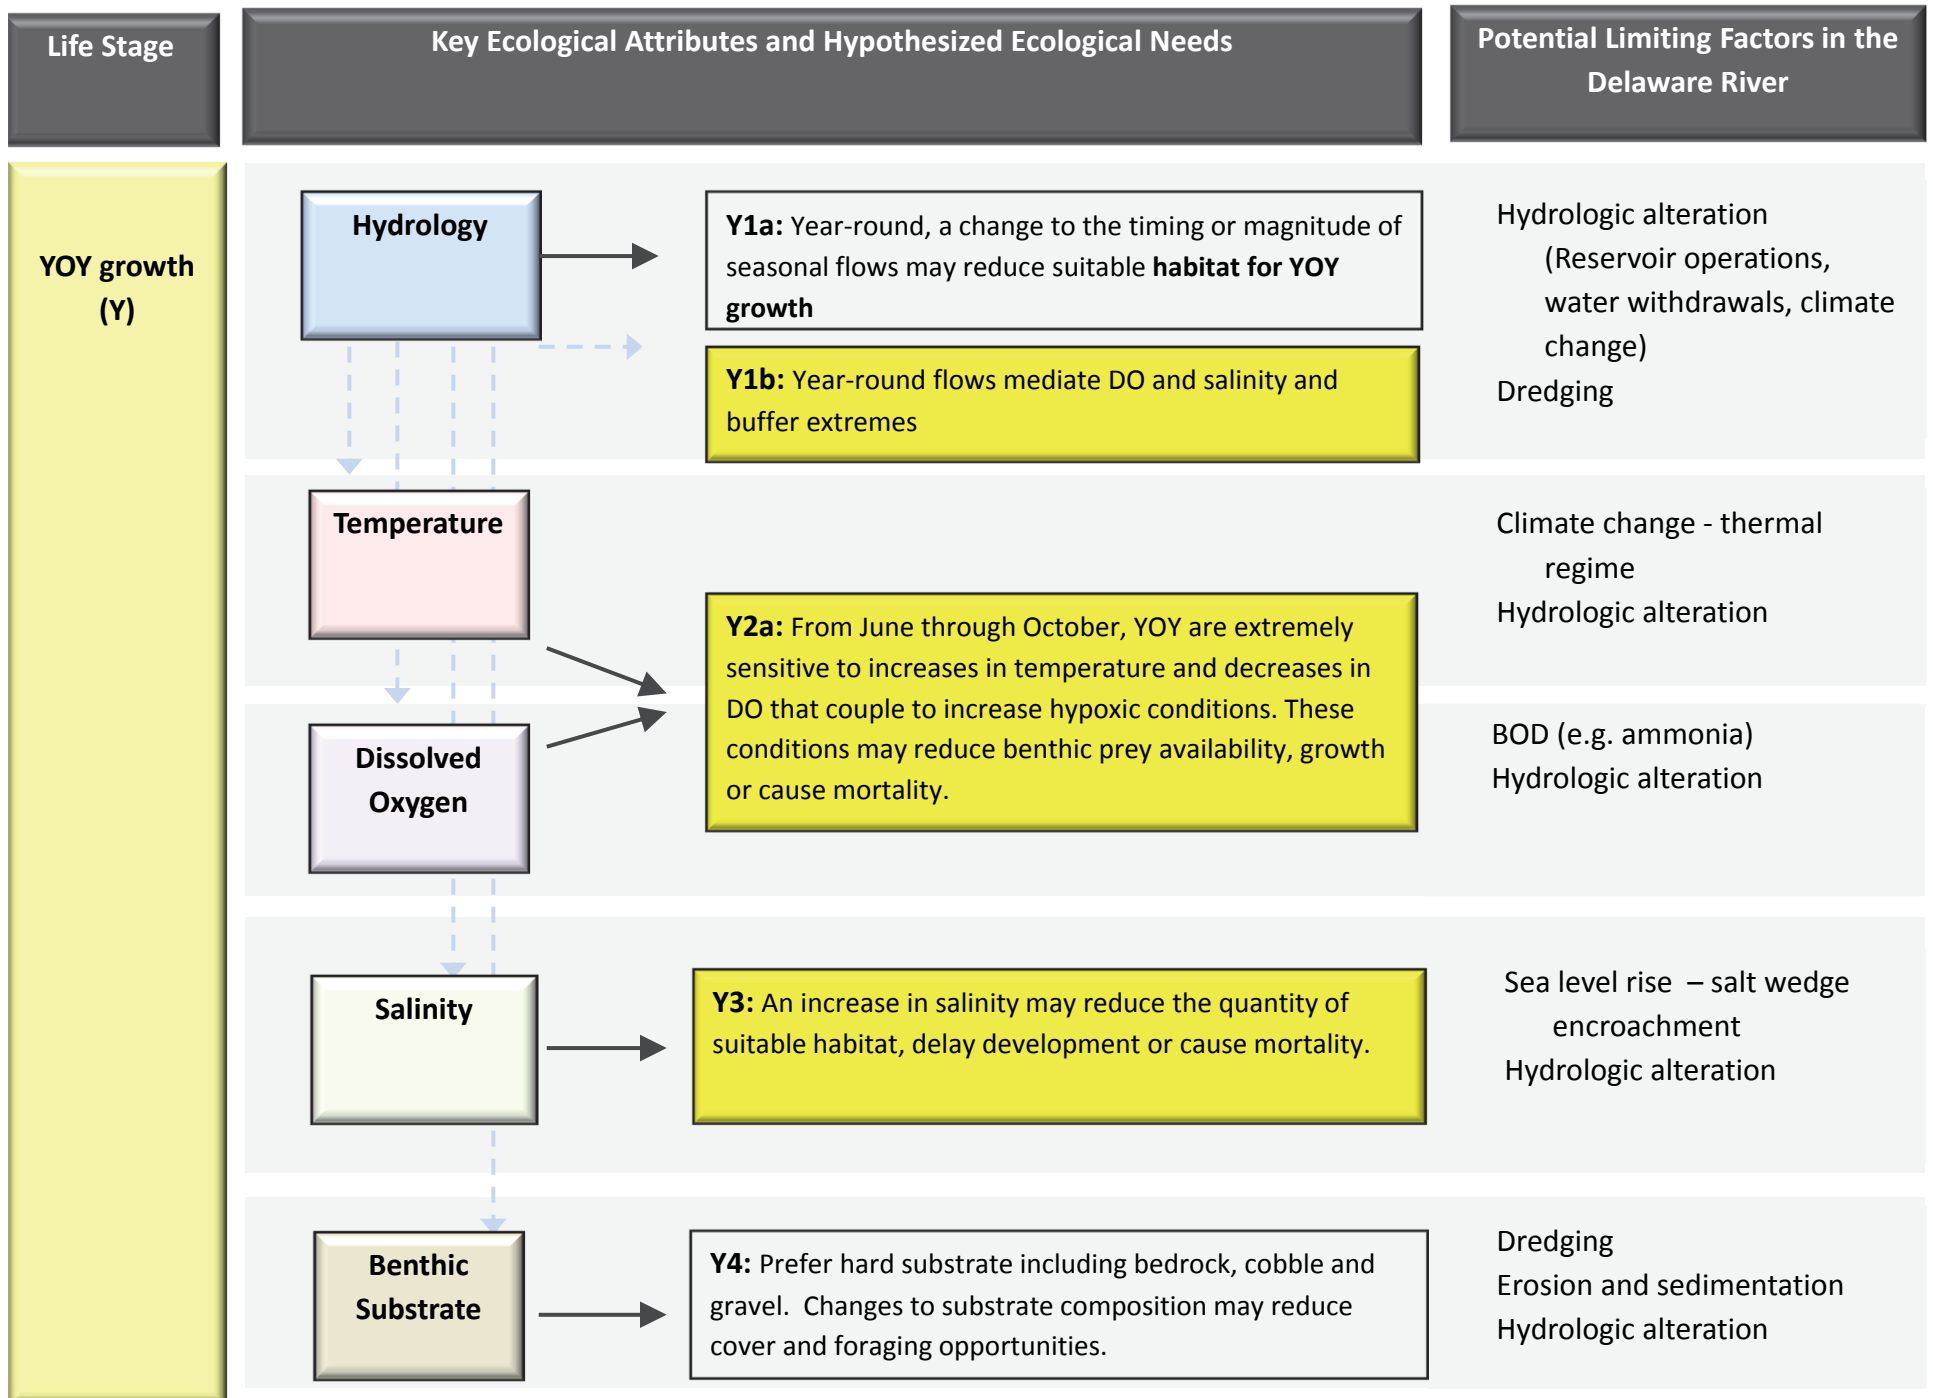 Life Stage
Key Ecological Attributes and Hypothesized Ecological Needs
Potential Limiting Factors in the
Delaware River
YOY growth
(Y)
Hydrology
Y1a: Year-round, a change to the timing or magnitude of
seasonal flows may reduce suitable habitat for YOY
growth
Y1b: Year-round flows mediate DO and salinity and
buffer extremes
Hydrologic alteration
(Reservoir operations,
water withdrawals, climate
change)
Dredging
Temperature
Climate change - thermal
regime
Hydrologic alteration
Y2a: From June through October, YOY are extremely
sensitive to increases in temperature and decreases in
DO that couple to increase hypoxic conditions. These
conditions may reduce benthic prey availability, growth
or cause mortality.
Dissolved
Oxygen
BOD (e.g. ammonia)
Hydrologic alteration
Salinity
Y3: An increase in salinity may reduce the quantity of
suitable habitat, delay development or cause mortality.
Sea level rise – salt wedge
encroachment
Hydrologic alteration
Benthic
Substrate
Y4: Prefer hard substrate including bedrock, cobble and
gravel. Changes to substrate composition may reduce
cover and foraging opportunities.
Dredging
Erosion and sedimentation
Hydrologic alteration